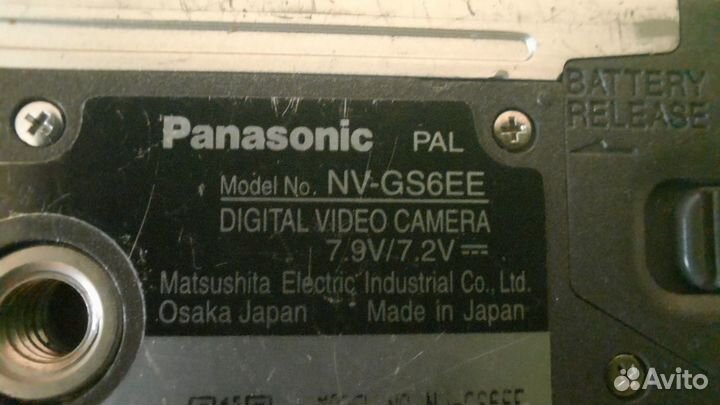 Panasonic PAL
Model No. NV-GS6EE
DIGITAL VIDEO CAMERA
7.9V/7.2V⎓
Matsushita Electric Industrial Co., Ltd.
Osaka Japan Made in Japan
BATTERY
RELEASE
Avito